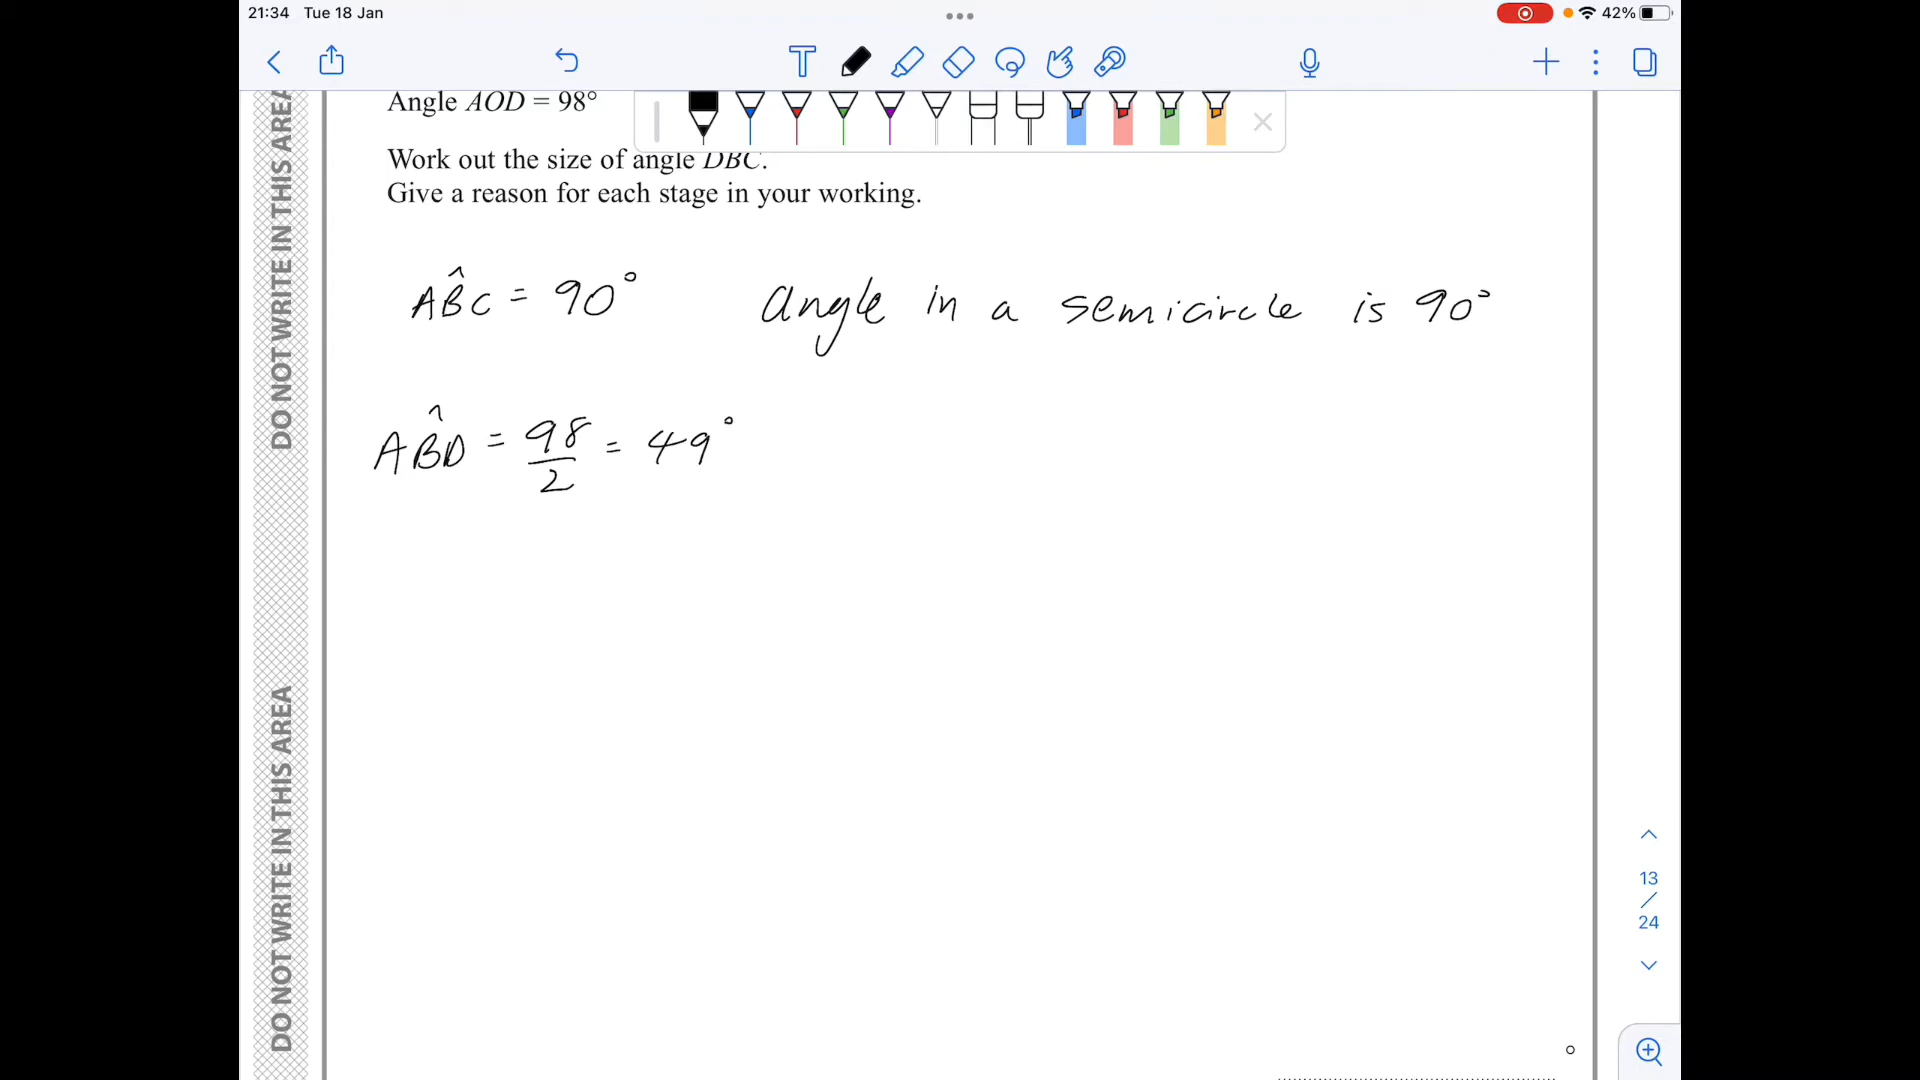 21:34 Tue 18 Jan 42%
Angle AOD = 98°
Work out the size of angle DBC.
Give a reason for each stage in your working.
AB̂C = 90° Angle in a semicircle is 90°
AB̂D = 98/2 = 49°
DO NOT WRITE IN THIS AREA
DO NOT WRITE IN THIS AREA
13
/
24
°